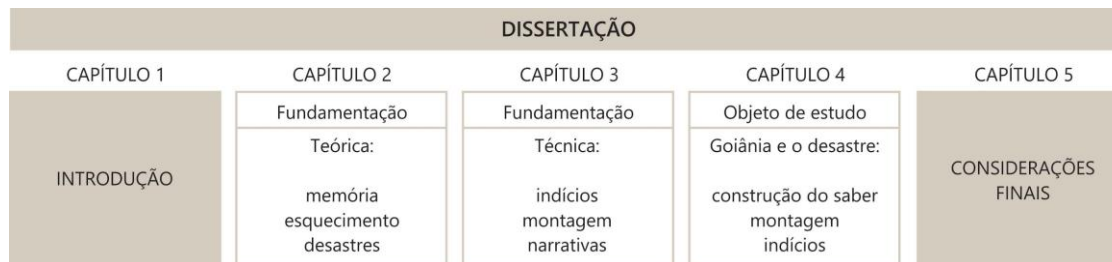 DISSERTAÇÃO
CAPÍTULO 1
INTRODUÇÃO
CAPÍTULO 2
Fundamentação
Teórica:
memória
esquecimento
desastres
CAPÍTULO 3
Fundamentação
Técnica:
indícios
montagem
narrativas
CAPÍTULO 4
Objeto de estudo
Goiânia e o desastre:
construção do saber
montagem
indícios
CAPÍTULO 5
CONSIDERAÇÕES
FINAIS